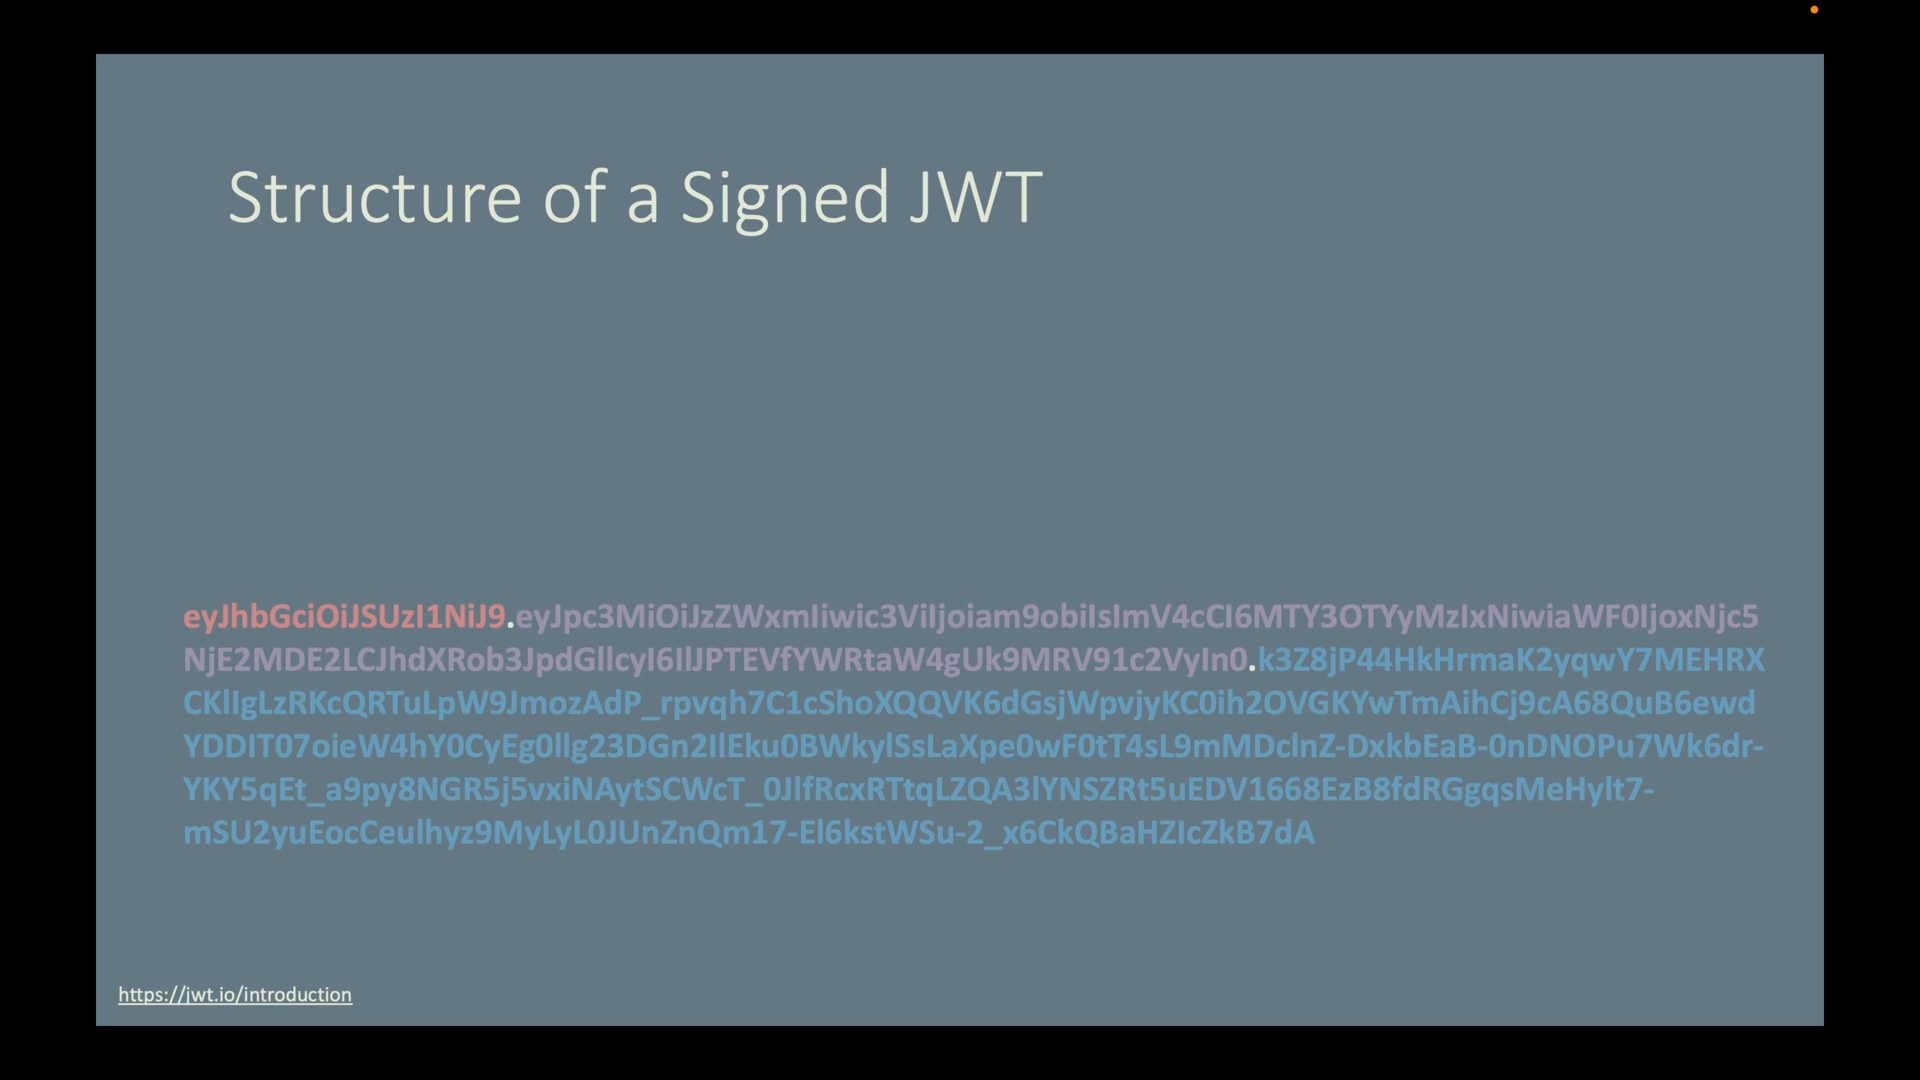 Structure of a Signed JWT
eyJhbGciOiJSUzI1NiJ9.eyJpc3MiOiJzZWxmIiwic3ViIjoiam9obiIsImV4cCI6MTY3OTYyMzIxNiwiaWF0IjoxNjc5
NjE2MDE2LCJhdXRob3JpdGllcyI6IlJPTEVfYWRtaW4gUk9MRV91c2VyIn0.k3Z8jP44HkHrmaK2yqwY7MEHRX
CKlIgLzRKcQRTuLpW9JmozAdP_rpvqh7C1cShoXQQVK6dGsjWpvjyKC0ih2OVGKYwTmAihCj9cA68QuB6ewd
YDDIT07oieW4hY0CyEg0llg23DGn2IlEku0BWkylSsLaXpe0wF0tT4sL9mMDclnZ-DxkbEaB-0nDNOPu7Wk6dr-
YKY5qEt_a9py8NGR5j5vxiNAytSCWcT_0JlfRcxRTtqLZQA3lYNSZRt5uEDV1668EzB8fdRGgqsMeHylt7-
mSU2yuEocCeulhyz9MyLyL0JUnZnQm17-El6kstWSu-2_x6CkQBaHZIcZkB7dA
https://jwt.io/introduction